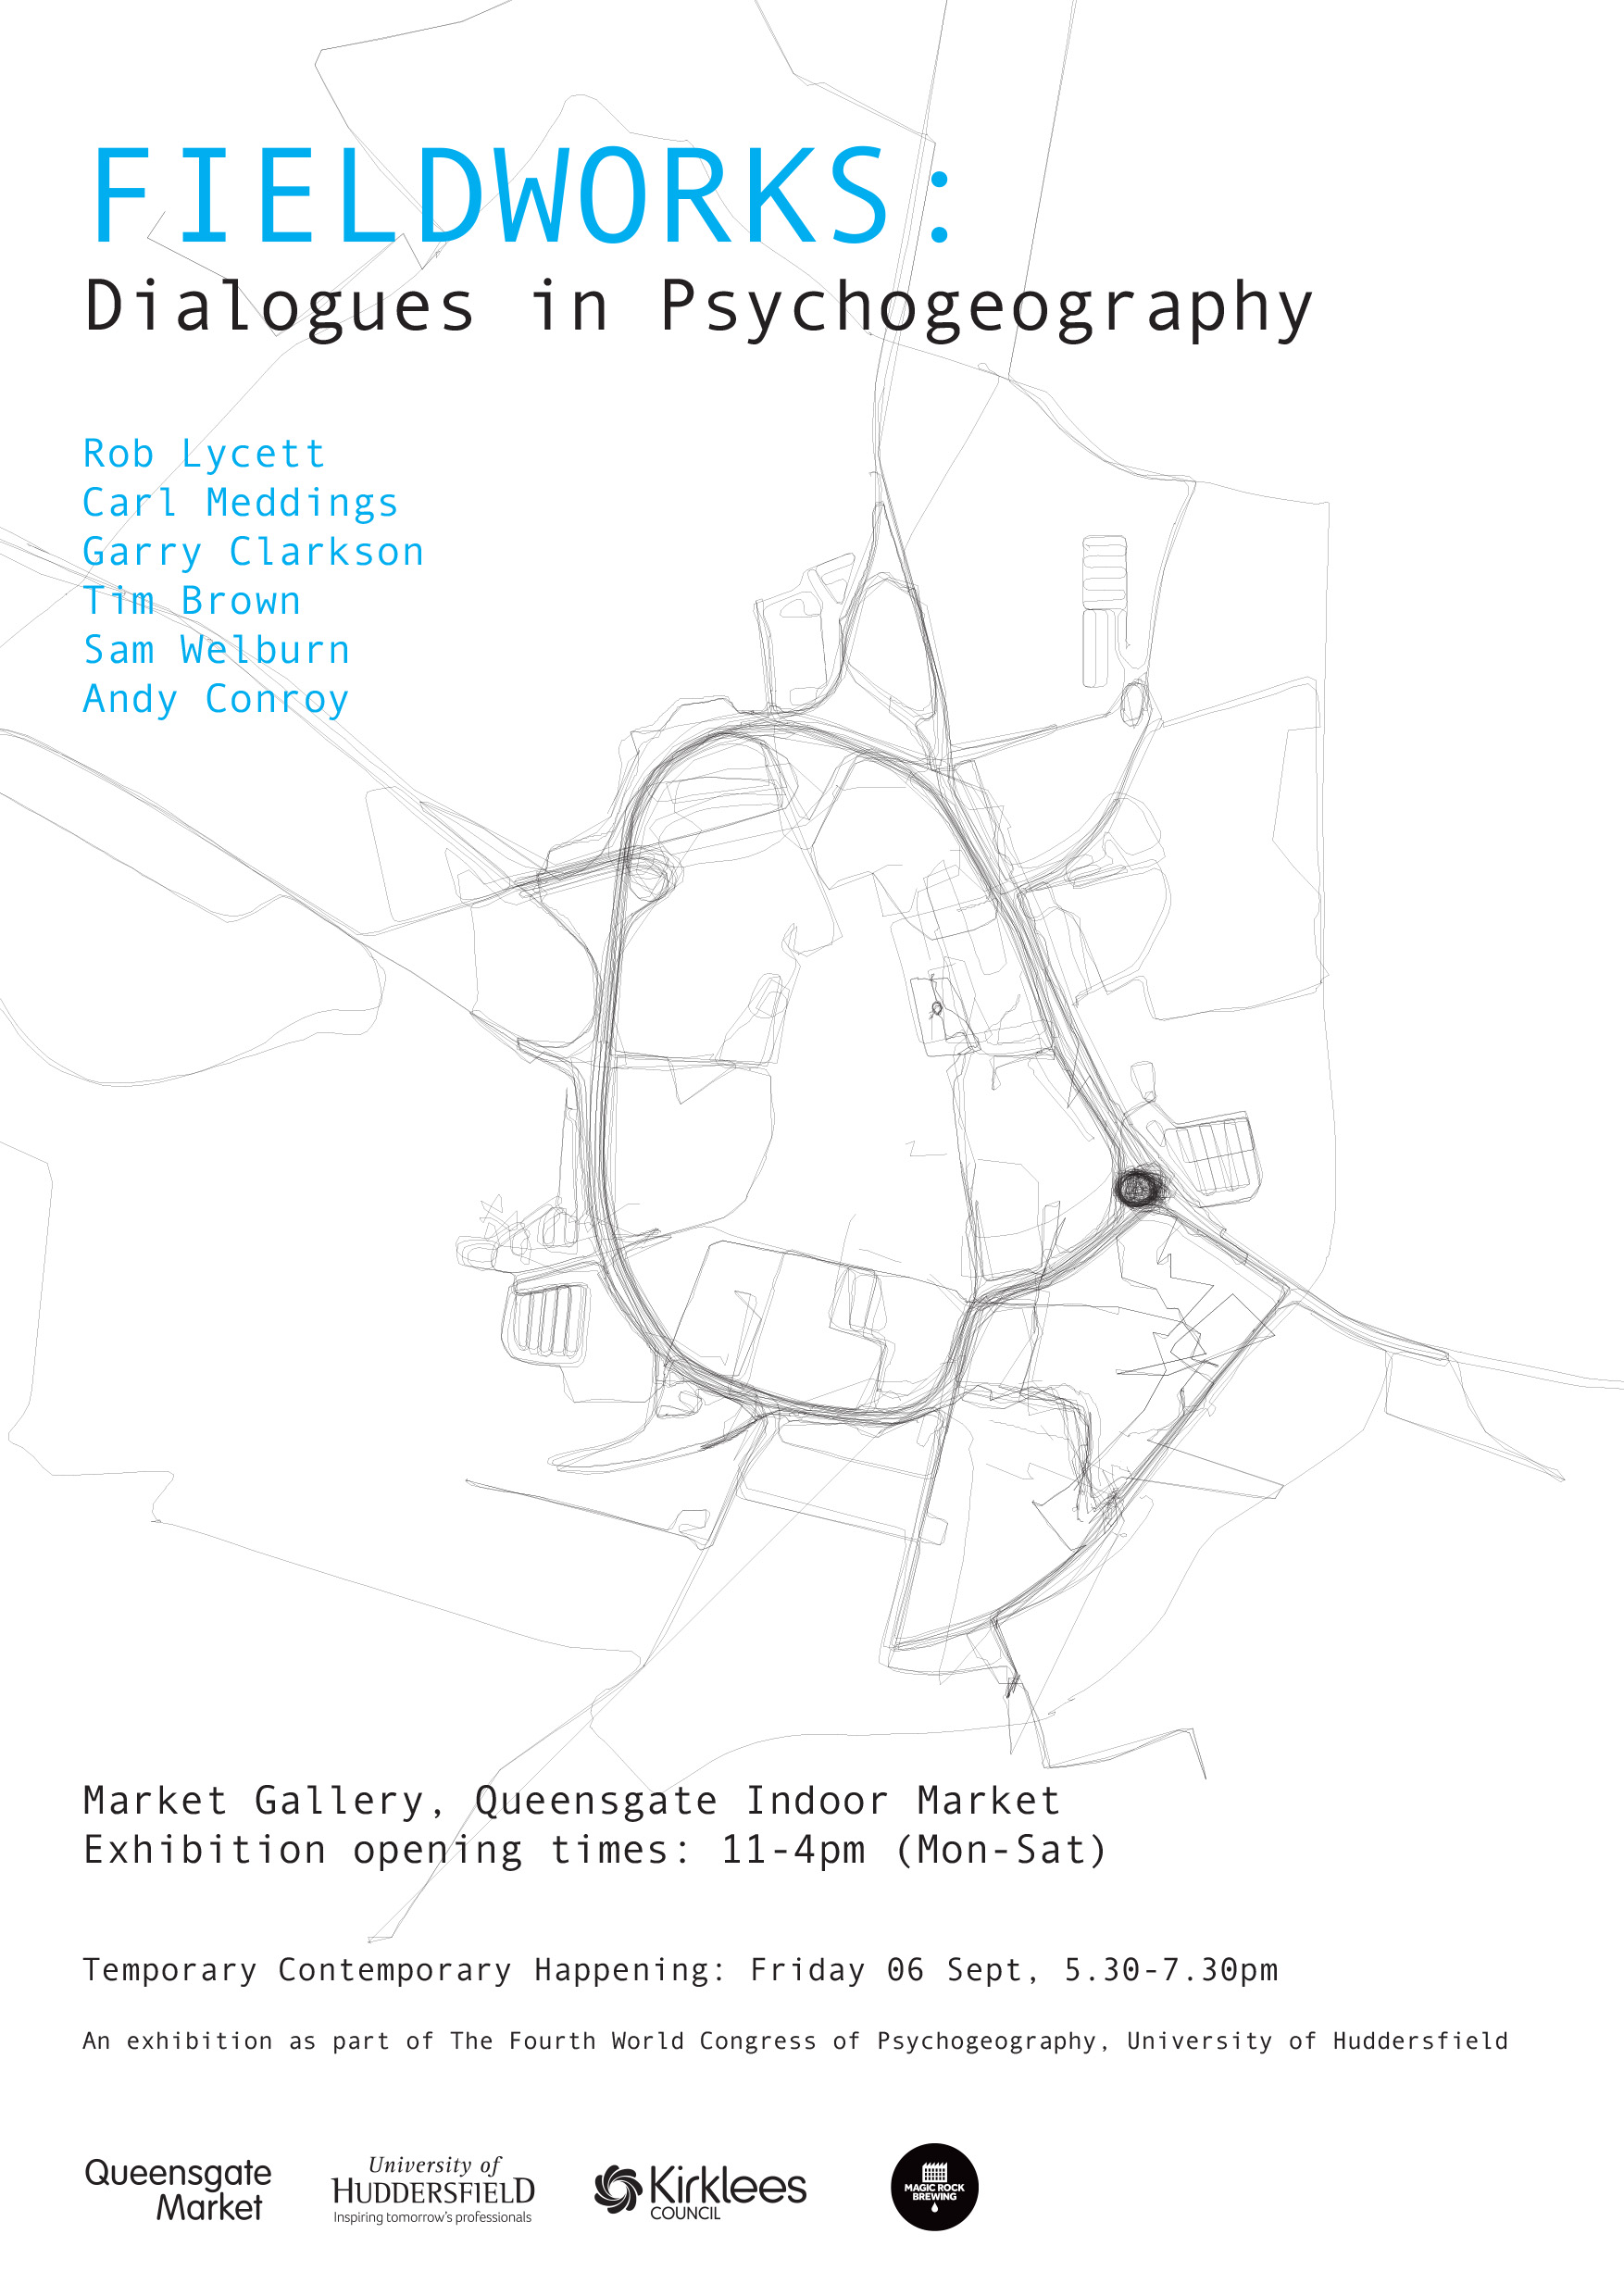 FIELDWORKS:
Dialogues in Psychogeography
Rob Lycett
Carl Meddings
Garry Clarkson
Tim Brown
Sam Welburn
Andy Conroy
Market Gallery, Queensgate Indoor Market
Exhibition opening times: 11-4pm (Mon-Sat)
Temporary Contemporary Happening: Friday 06 Sept, 5.30-7.30pm
An exhibition as part of The Fourth World Congress of Psychogeography, University of Huddersfield
Queensgate
Market
University of
HUDDERSFIELD
Inspiring tomorrow's professionals
Kirklees
COUNCIL
MAGIC ROCK
BREWING